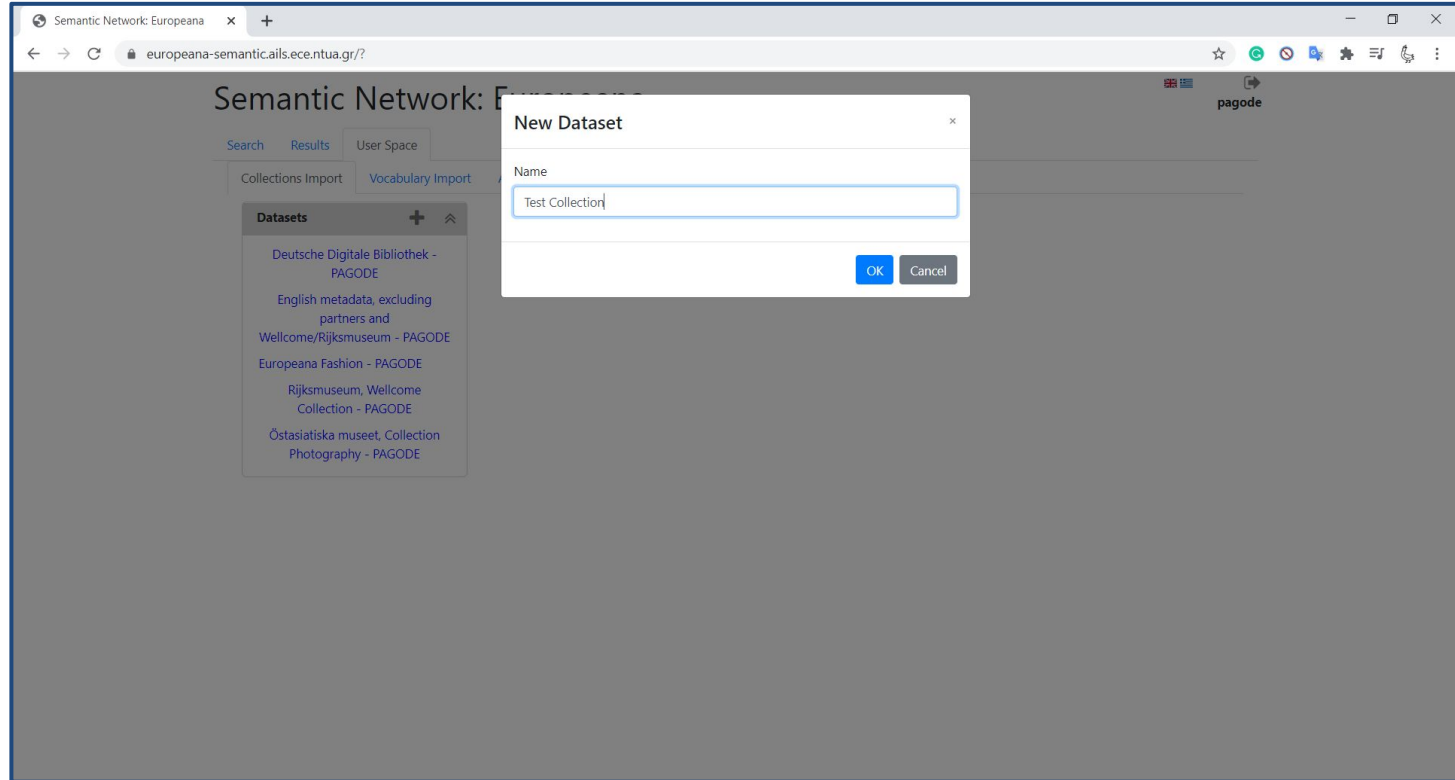 Semantic Network: Europeana
europeana-semantic.ails.ece.ntua.gr/?
Semantic Network:
pagode
Search Results User Space
Collections Import Vocabulary Import
Datasets
Deutsche Digitale Bibliothek -
PAGODE
English metadata, excluding
partners and
Wellcome/Rijksmuseum - PAGODE
Europeana Fashion - PAGODE
Rijksmuseum, Wellcome
Collection - PAGODE
Östasiatiska museet, Collection
Photography - PAGODE
New Dataset
Name
Test Collection
OK Cancel